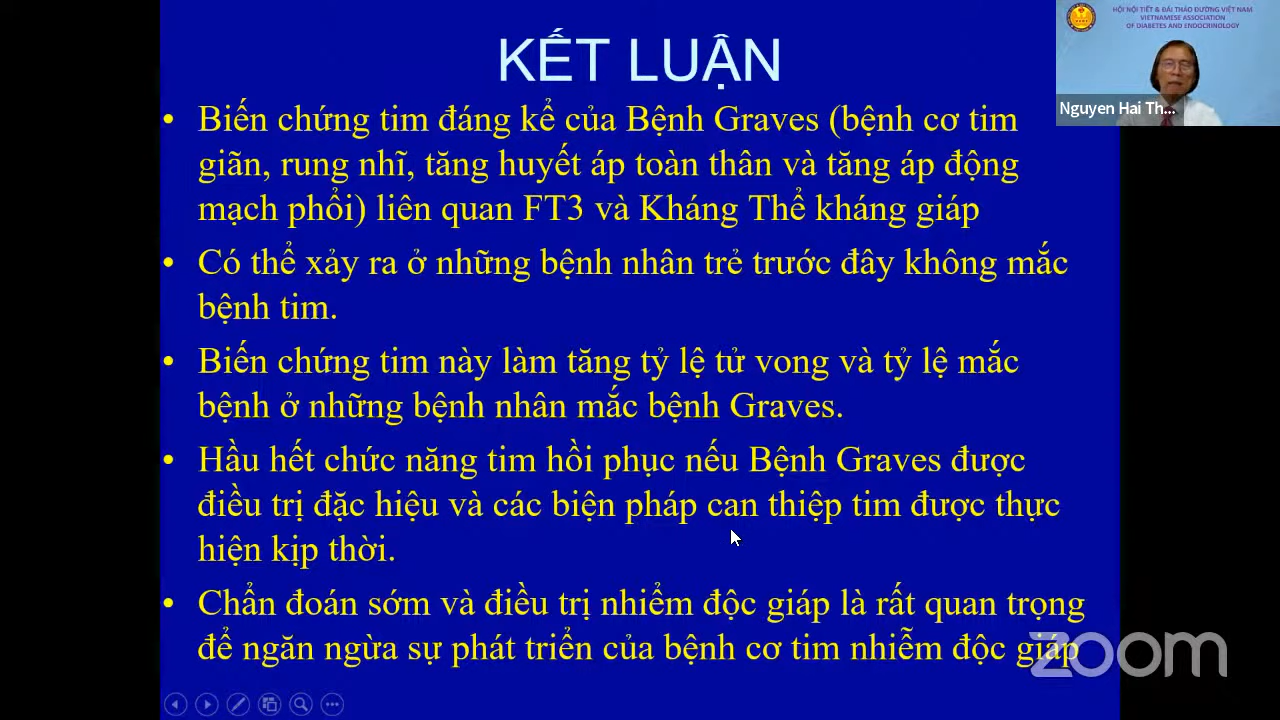 HỘI NỘI TIẾT & ĐÁI THÁO ĐƯỜNG VIỆT NAM
VIETNAMESE ASSOCIATION
OF DIABETES AND ENDOCRINOLOGY
Nguyen Hai Th...
KẾT LUẬN
• Biến chứng tim đáng kể của Bệnh Graves (bệnh cơ tim
giãn, rung nhĩ, tăng huyết áp toàn thân và tăng áp động
mạch phổi) liên quan FT3 và Kháng Thể kháng giáp
• Có thể xảy ra ở những bệnh nhân trẻ trước đây không mắc
bệnh tim.
• Biến chứng tim này làm tăng tỷ lệ tử vong và tỷ lệ mắc
bệnh ở những bệnh nhân mắc bệnh Graves.
• Hầu hết chức năng tim hồi phục nếu Bệnh Graves được
điều trị đặc hiệu và các biện pháp can thiệp tim được thực
hiện kịp thời.
• Chẩn đoán sớm và điều trị nhiểm độc giáp là rất quan trọng
để ngăn ngừa sự phát triển của bệnh cơ tim nhiễm độc giáp
zoom